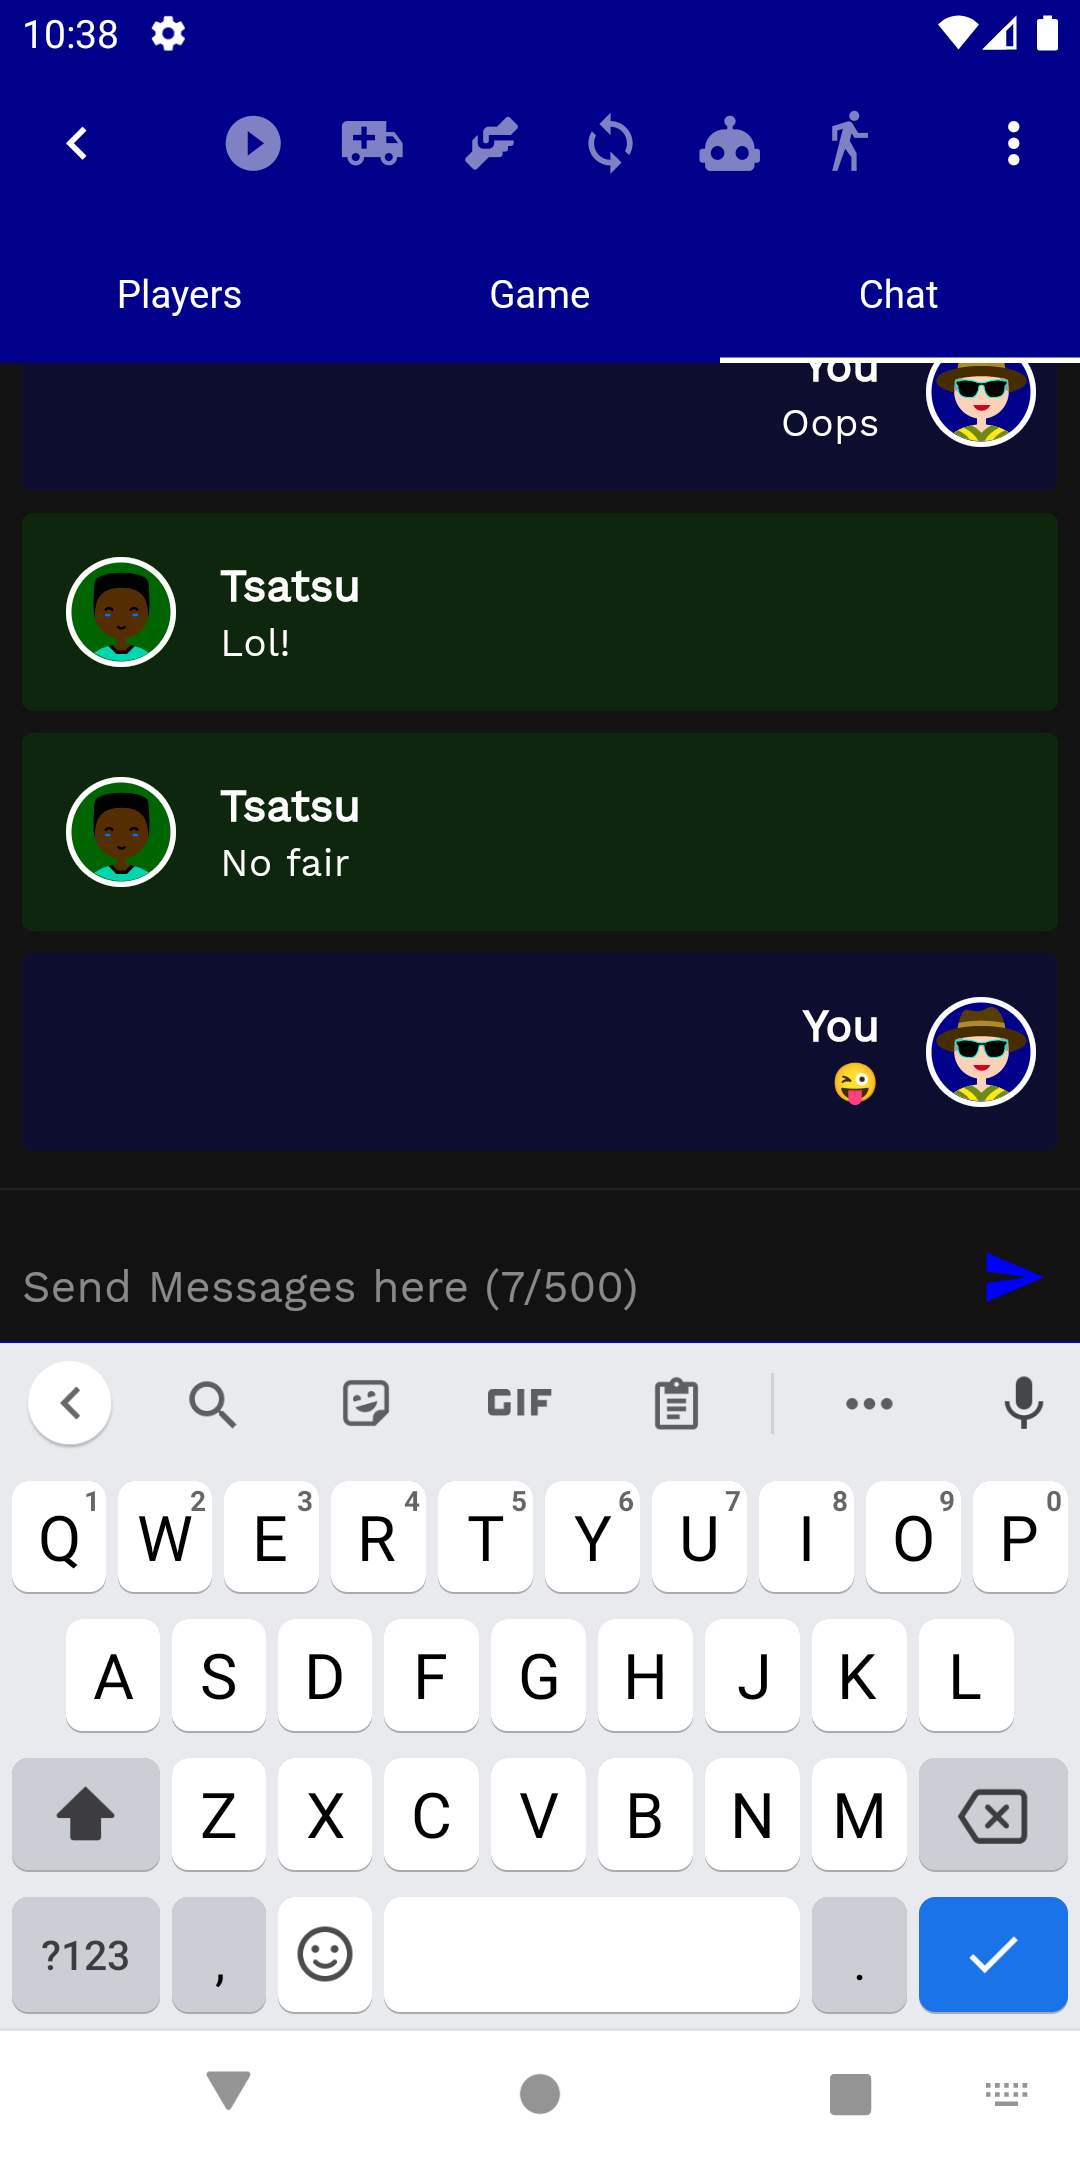 10:38
Players Game Chat
You
Oops
Tsatsu
Lol!
Tsatsu
No fair
You
😜
Send Messages here (7/500)
GIF
1 2 3 4 5 6 7 8 9 0
Q W E R T Y U I O P
A S D F G H J K L
Z X C V B N M
?123 , .